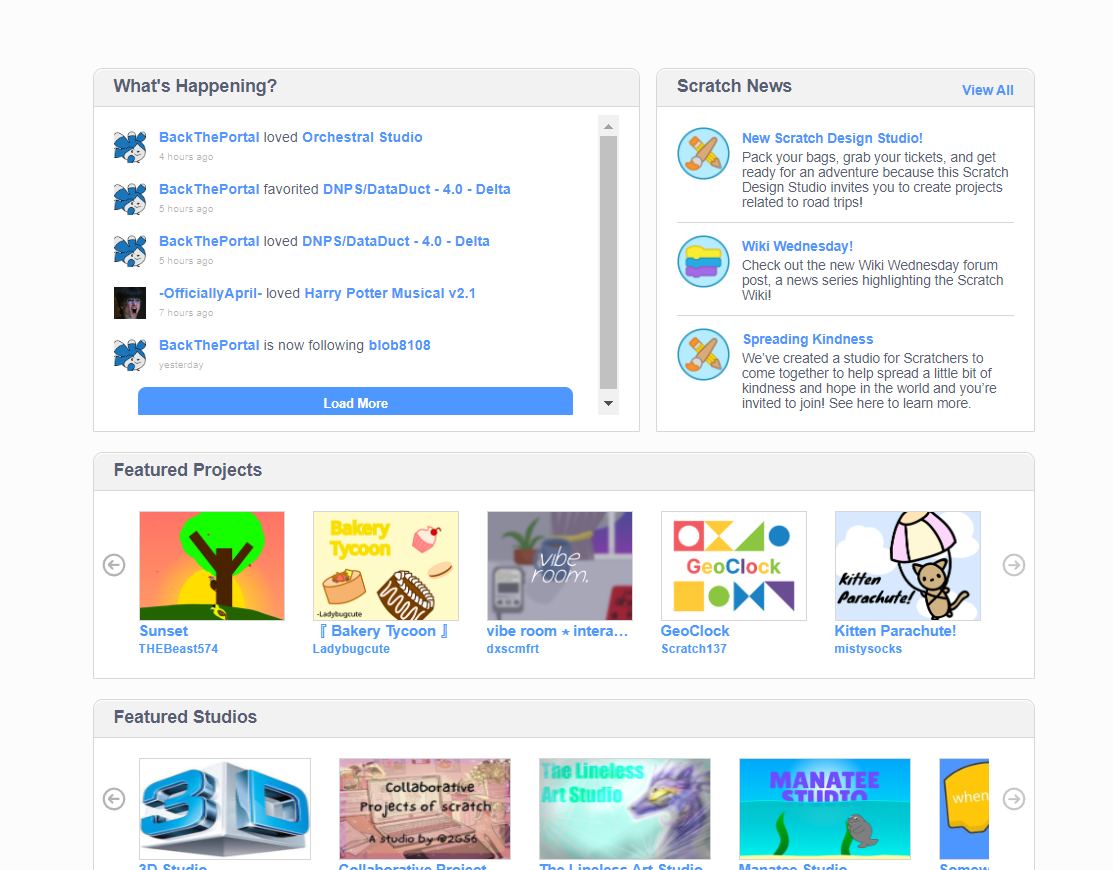 What's Happening?
BackThePortal loved Orchestral Studio
4 hours ago
BackThePortal favorited DNPS/DataDuct - 4.0 - Delta
5 hours ago
BackThePortal loved DNPS/DataDuct - 4.0 - Delta
5 hours ago
-OfficiallyApril- loved Harry Potter Musical v2.1
7 hours ago
BackThePortal is now following blob8108
yesterday
Load More
Scratch News
View All
New Scratch Design Studio!
Pack your bags, grab your tickets, and get
ready for an adventure because this Scratch
Design Studio invites you to create projects
related to road trips!
Wiki Wednesday!
Check out the new Wiki Wednesday forum
post, a news series highlighting the Scratch
Wiki!
Spreading Kindness
We've created a studio for Scratchers to
come together to help spread a little bit of
kindness and hope in the world and you're
invited to join! See here to learn more.
Featured Projects
Bakery
Tycoon
-Ladybugcute
vibe
room.
GeoClock
Kitten
Parachute!
Sunset
THEBeast574
『 Bakery Tycoon 』
Ladybugcute
vibe room ⋆ intera...
dxscmfrt
GeoClock
Scratch137
Kitten Parachute!
mistysocks
Featured Studios
3D
Collaborative
Projects of scratch
A studio by @2G56
The Lineless
Art Studio
MANATEE
STUDIO
when
3D Studio
Collaborative Project
The Lineless Art Studio
Manatee Studio
Somew